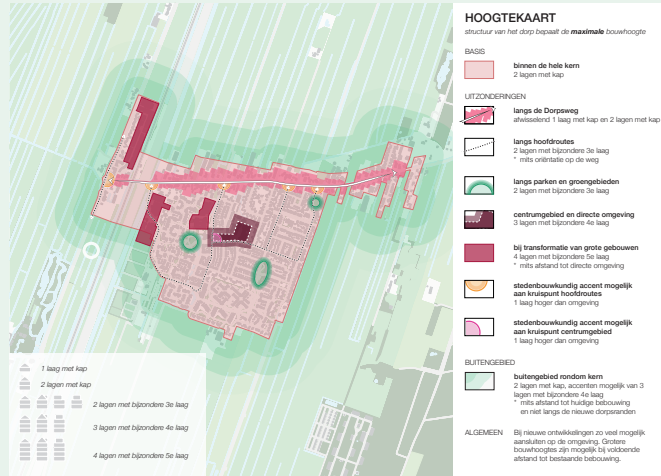 HOOGTEKAART
structuur van het dorp bepaalt de maximale bouwhoogte
BASIS
binnen de hele kern
2 lagen met kap
UITZONDERINGEN
langs de Dorpsweg
afwisselend 1 laag met kap en 2 lagen met kap
langs hoofdroutes
2 lagen met bijzondere 3e laag
* mits oriëntatie op de weg
langs parken en groengebieden
2 lagen met bijzondere 3e laag
centrumgebied en directe omgeving
3 lagen met bijzondere 4e laag
bij transformatie van grote gebouwen
4 lagen met bijzondere 5e laag
* mits afstand tot directe omgeving
stedenbouwkundig accent mogelijk
aan kruispunt hoofdroutes
1 laag hoger dan omgeving
stedenbouwkundig accent mogelijk
aan kruispunt centrumgebied
1 laag hoger dan omgeving
BUITENGEBIED
buitengebied rondom kern
2 lagen met kap, accenten mogelijk van 3
lagen met bijzondere 4e laag
* mits afstand tot huidige bebouwing
en niet langs de nieuwe dorpsranden
ALGEMEEN Bij nieuwe ontwikkelingen zo veel mogelijk
aansluiten op de omgeving. Grotere
bouwhoogtes zijn mogelijk bij voldoende
afstand tot bestaande bebouwing.
1 laag met kap
2 lagen met kap
2 lagen met bijzondere 3e laag
3 lagen met bijzondere 4e laag
4 lagen met bijzondere 5e laag